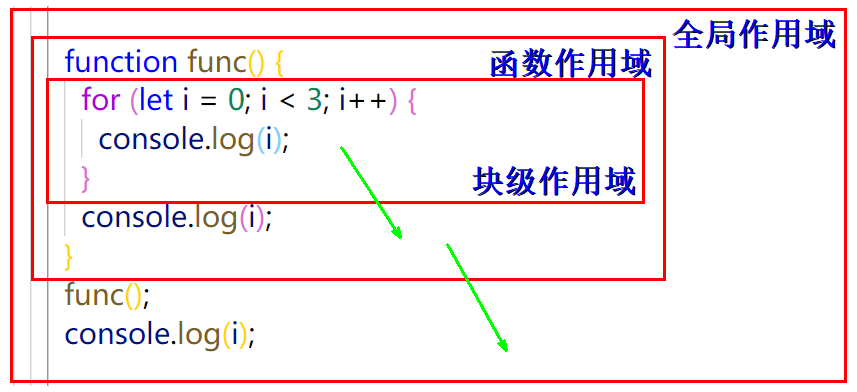 全局作用域
function func() {
函数作用域
for (let i = 0; i < 3; i++) {
console.log(i);
}
块级作用域
console.log(i);
}
func();
console.log(i);